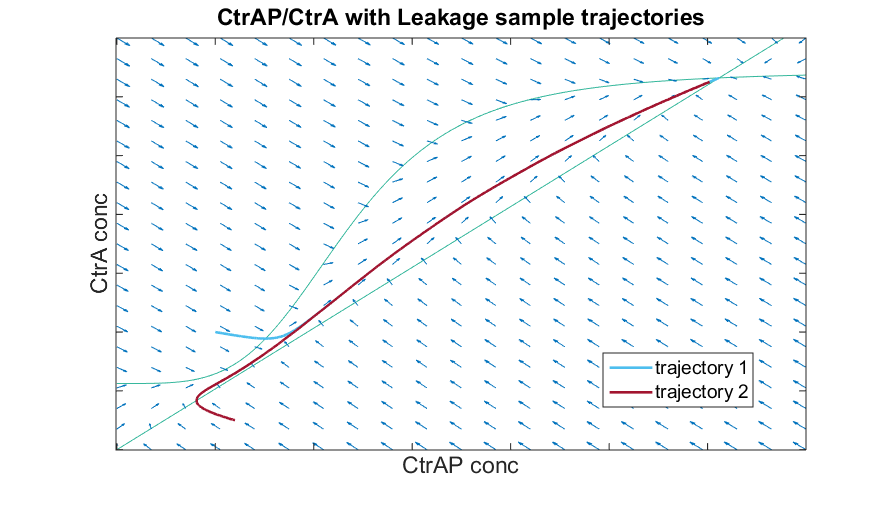 CtrAP/CtrA with Leakage sample trajectories
CtrA conc
trajectory 1
trajectory 2
CtrAP conc